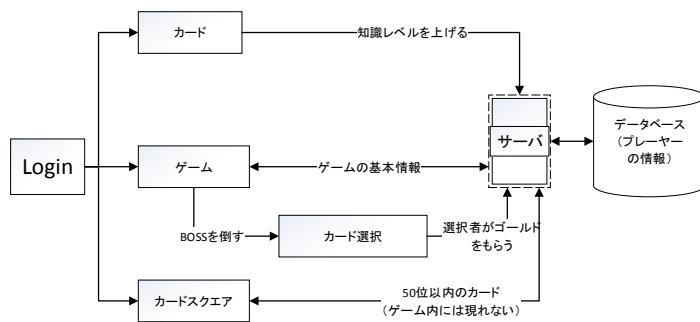 カード
知識レベルを上げる
Login
ゲーム
ゲームの基本情報
サーバ
データベース
(プレーヤー
の情報)
BOSSを倒す
カード選択
選択者がゴールド
をもらう
カードスクエア
50位以内のカード
(ゲーム内には現れない)